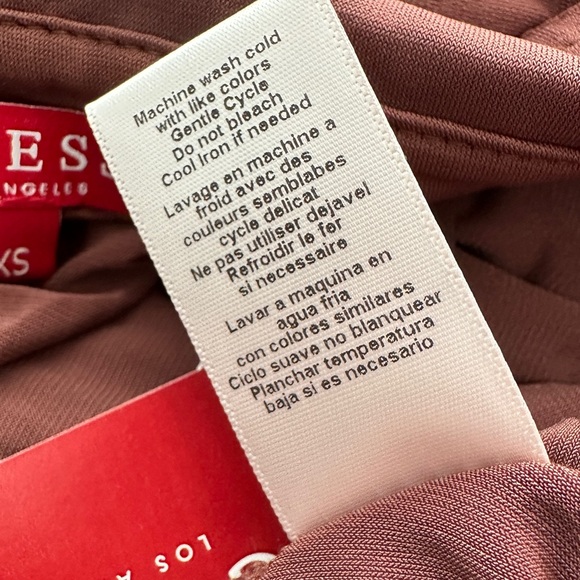 ESS
ANGELES
XS
Machine wash cold
with like colors
Gentle Cycle
Do not bleach
Cool Iron if needed
Lavage en machine a
froid avec des
couleurs semblabes
cycle delicat
Ne pas utiliser dejavel
Refroidir le fer
si necessaire
Lavar a maquina en
agua fria
con colores similares
Ciclo suave no blanquear
Planchar temperatura
baja si es necesario
LOS A